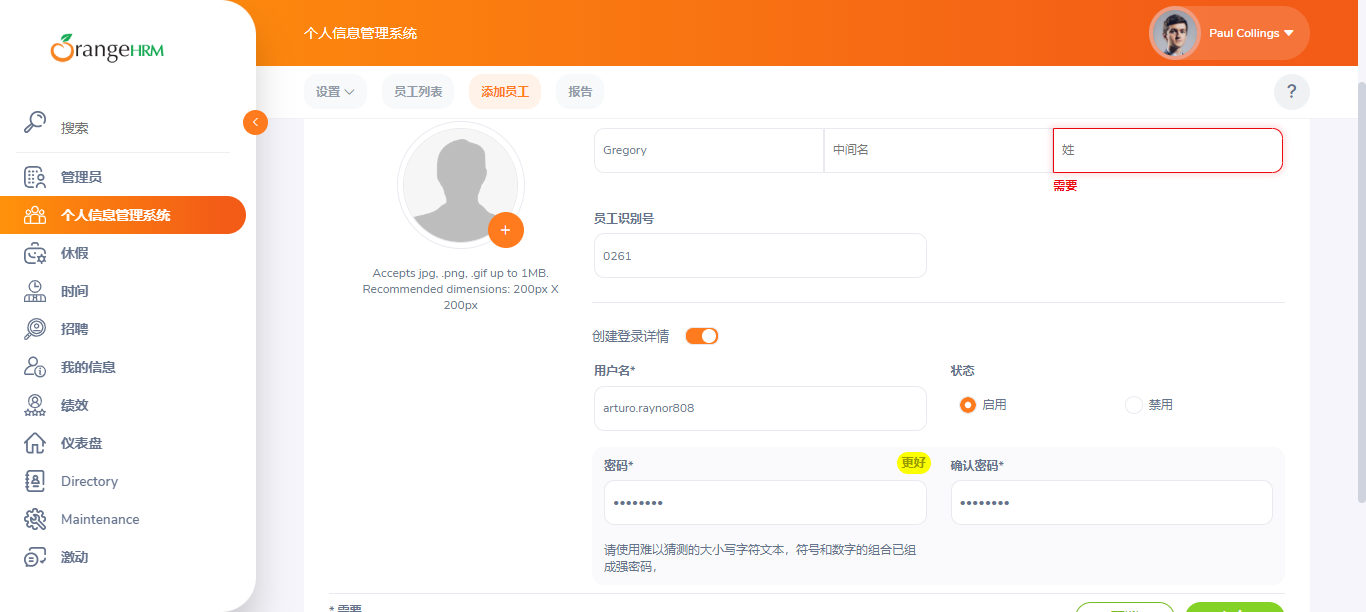 OrangeHRM
个人信息管理系统
Paul Collings
搜索
管理员
个人信息管理系统
休假
时间
招聘
我的信息
绩效
仪表盘
Directory
Maintenance
激动
设置
员工列表
添加员工
报告
?
+
Accepts jpg, .png, .gif up to 1MB.
Recommended dimensions: 200px X
200px
Gregory
中间名
姓
需要
员工识别号
0261
创建登录详情
用户名*
arturo.raynor808
状态
启用
禁用
密码*
更好
确认密码*
••••••••
••••••••
请使用难以猜测的大小写字符文本，符号和数字的组合已组
成强密码，
* 需要